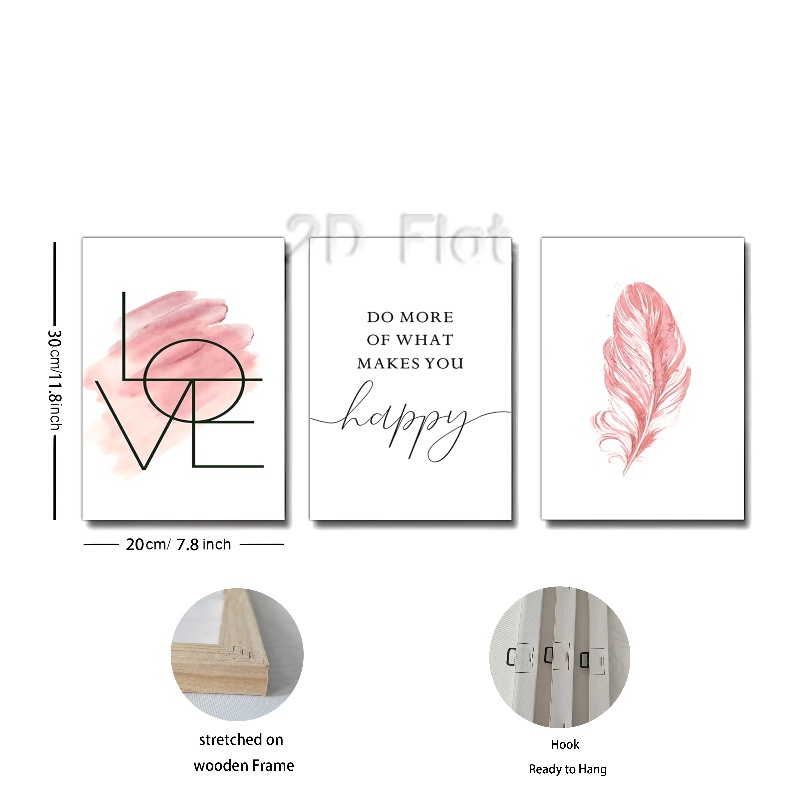 2D Flat
LOVE
DO MORE
OF WHAT
MAKES YOU
happy
30cm/11.8inch
20cm/ 7.8 inch
stretched on
wooden Frame
Hook
Ready to Hang